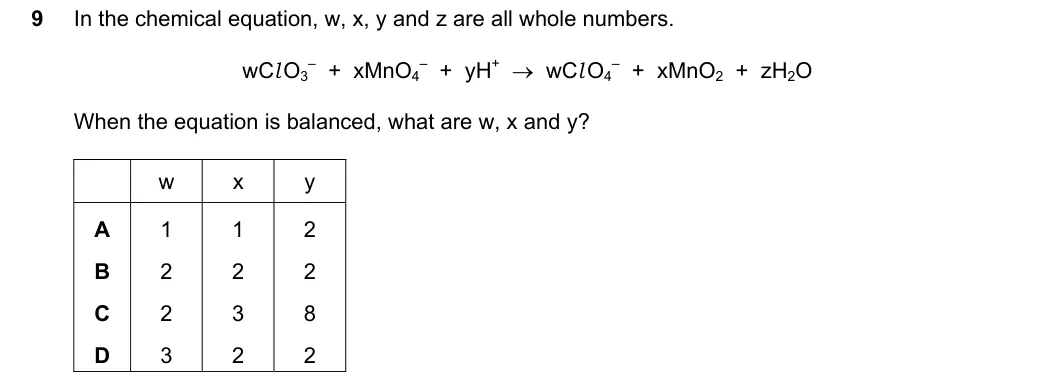 9 In the chemical equation, w, x, y and z are all whole numbers.
wClO₃⁻ + xMnO₄⁻ + yH⁺ → wClO₄⁻ + xMnO₂ + zH₂O
When the equation is balanced, what are w, x and y?
w x y
A 1 1 2
B 2 2 2
C 2 3 8
D 3 2 2